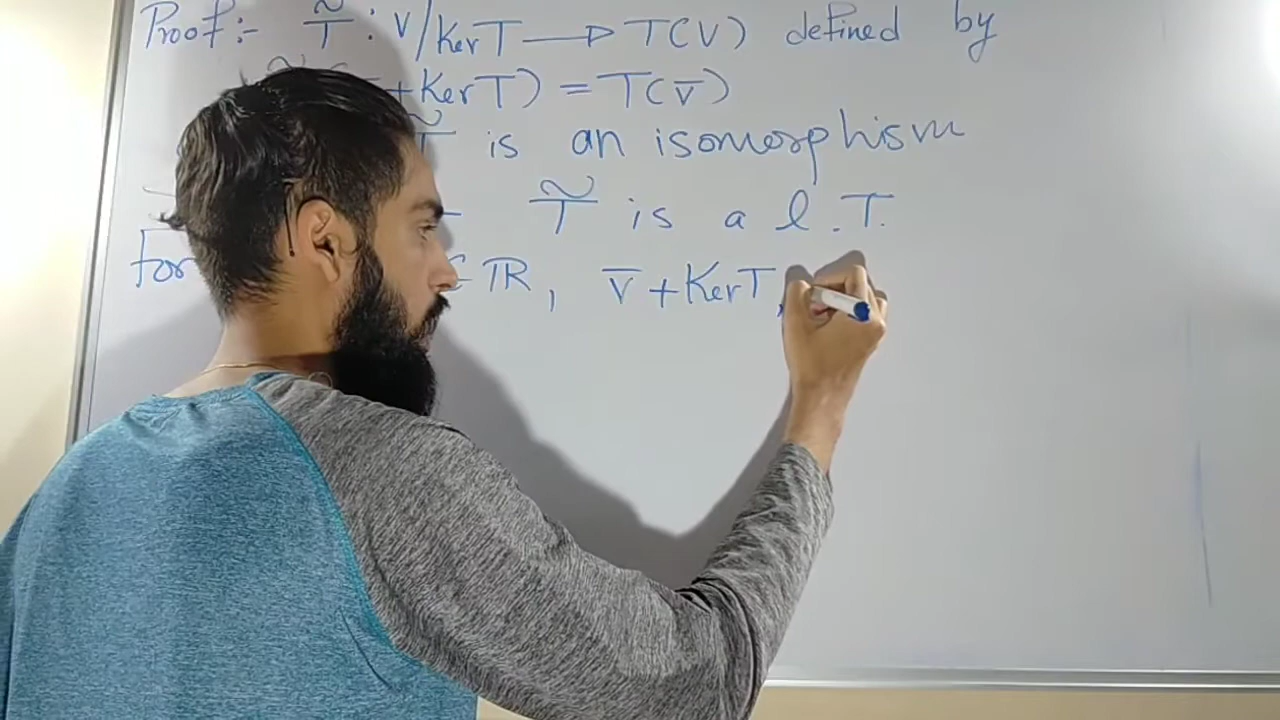 Proof:- T̃ : V/KerT → T(V) defined by
+KerT) = T(v̅)
T̃ is an isomorphism
T̃ is a l.T.
For ℝ, v̅+KerT,